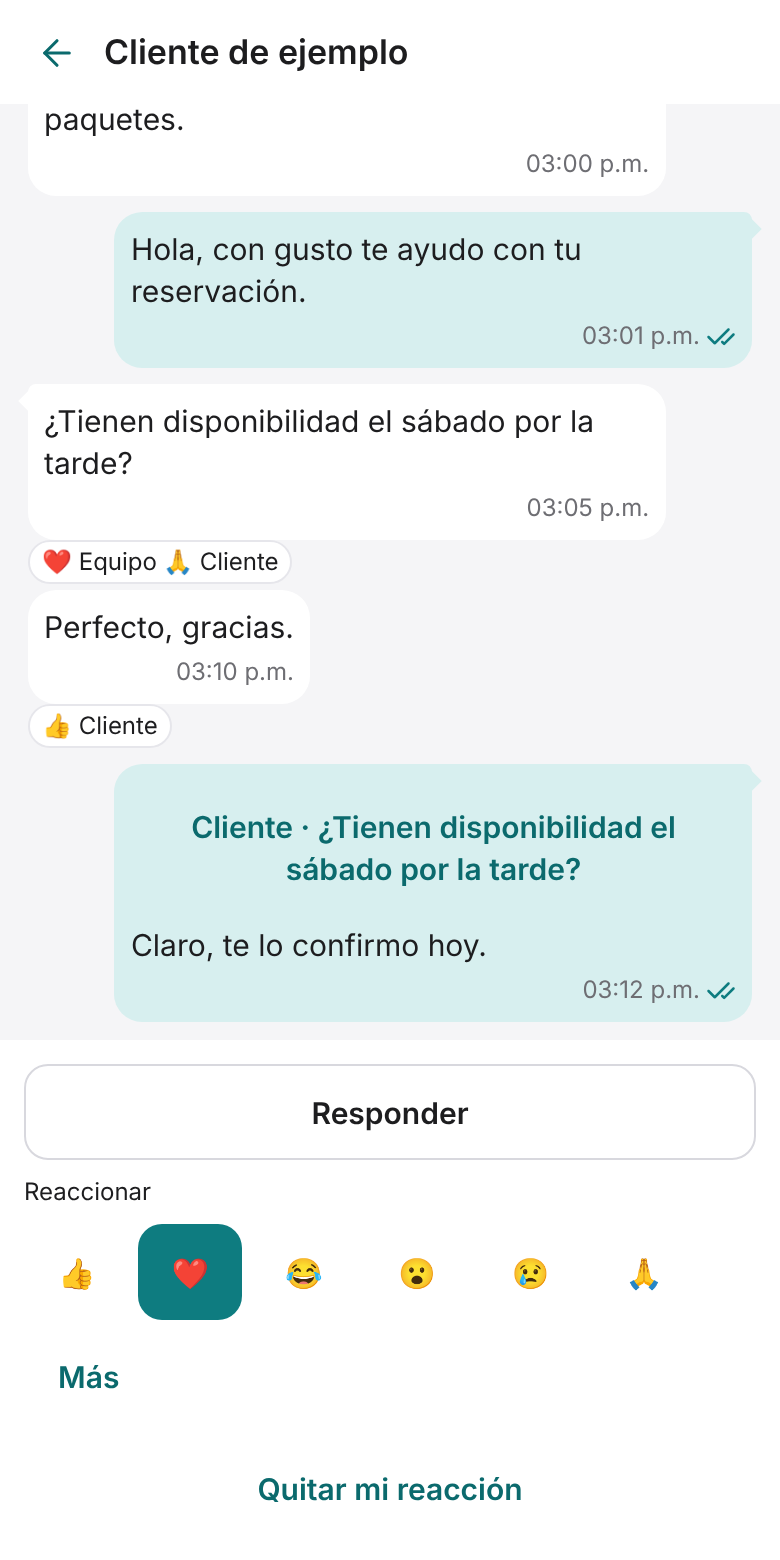 Cliente de ejemplo
paquetes.
03:00 p.m.
Hola, con gusto te ayudo con tu
reservación.
03:01 p.m.
¿Tienen disponibilidad el sábado por la
tarde?
03:05 p.m.
❤️ Equipo 🙏 Cliente
Perfecto, gracias.
03:10 p.m.
👍 Cliente
Cliente · ¿Tienen disponibilidad el
sábado por la tarde?
Claro, te lo confirmo hoy.
03:12 p.m.
Responder
Reaccionar
👍 ❤️ 😂 😮 😢 🙏
Más
Quitar mi reacción